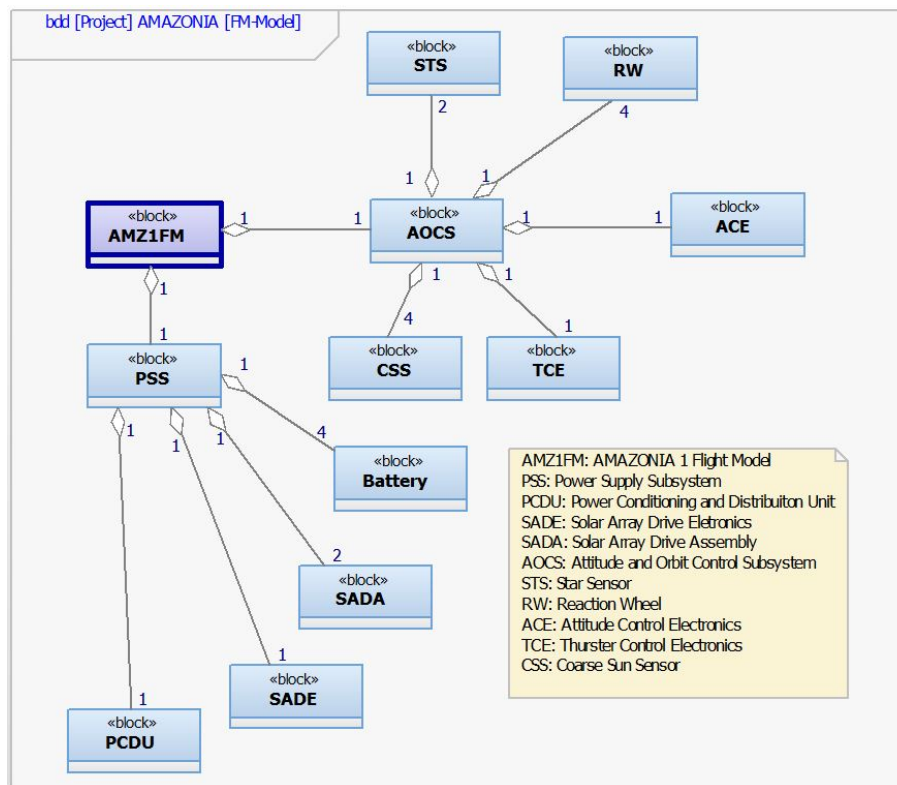 bdd [Project] AMAZONIA [FM-Model]
«block»
STS
2
1
«block»
RW
4
1
«block»
AMZ1FM
1
1
«block»
AOCS
1
1
«block»
ACE
1
1
1
4
«block»
CSS
1
1
«block»
TCE
1
«block»
PSS
1
4
«block»
Battery
1
2
«block»
SADA
1
1
«block»
SADE
1
1
«block»
PCDU
AMZ1FM: AMAZONIA 1 Flight Model
PSS: Power Supply Subsystem
PCDU: Power Conditioning and Distribuiton Unit
SADE: Solar Array Drive Eletronics
SADA: Solar Array Drive Assembly
AOCS: Attitude and Orbit Control Subsystem
STS: Star Sensor
RW: Reaction Wheel
ACE: Attitude Control Electronics
TCE: Thurster Control Electronics
CSS: Coarse Sun Sensor